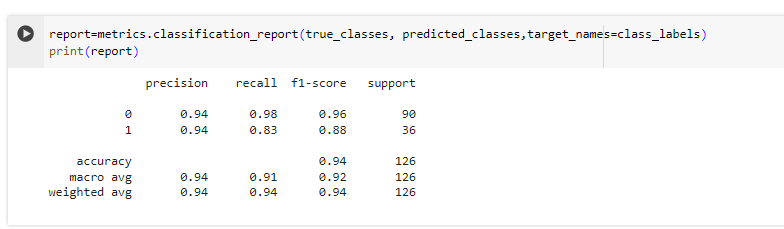 report=metrics.classification_report(true_classes, predicted_classes,target_names=class_labels)
print(report)
precision recall f1-score support
0 0.94 0.98 0.96 90
1 0.94 0.83 0.88 36
accuracy 0.94 126
macro avg 0.94 0.91 0.92 126
weighted avg 0.94 0.94 0.94 126